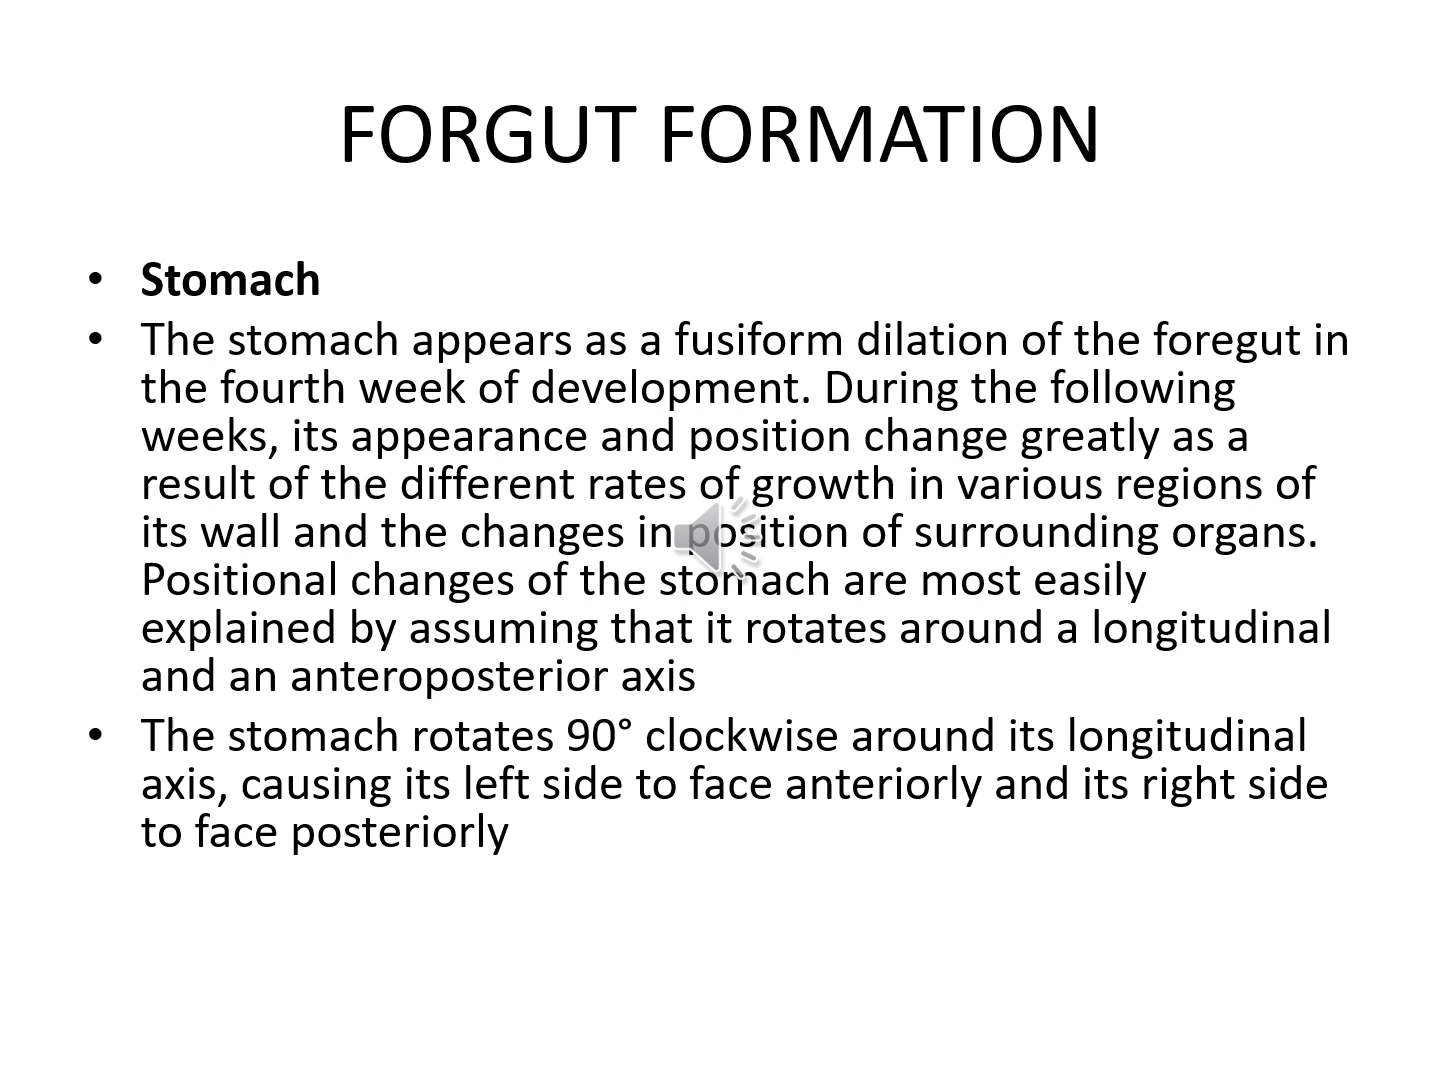 FORGUT FORMATION
• Stomach
• The stomach appears as a fusiform dilation of the foregut in
the fourth week of development. During the following
weeks, its appearance and position change greatly as a
result of the different rates of growth in various regions of
its wall and the changes in position of surrounding organs.
Positional changes of the stomach are most easily
explained by assuming that it rotates around a longitudinal
and an anteroposterior axis
• The stomach rotates 90° clockwise around its longitudinal
axis, causing its left side to face anteriorly and its right side
to face posteriorly